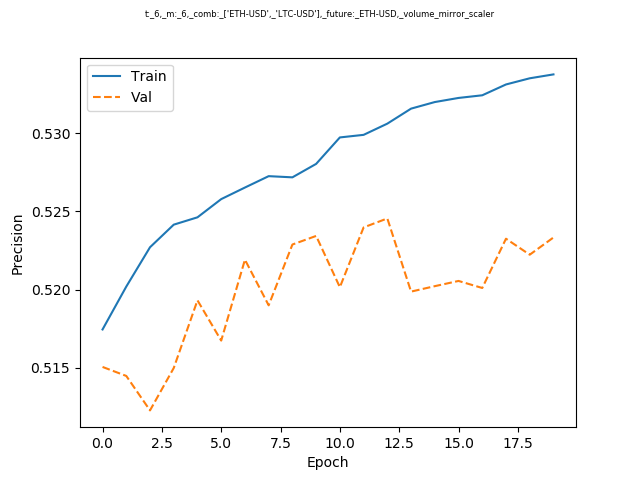 t:_6,_m:_6,_comb:_['ETH-USD',_'LTC-USD'],_future:_ETH-USD,_volume_mirror_scaler
Train
Val
0.530
0.525
0.520
0.515
Precision
0.0 2.5 5.0 7.5 10.0 12.5 15.0 17.5
Epoch